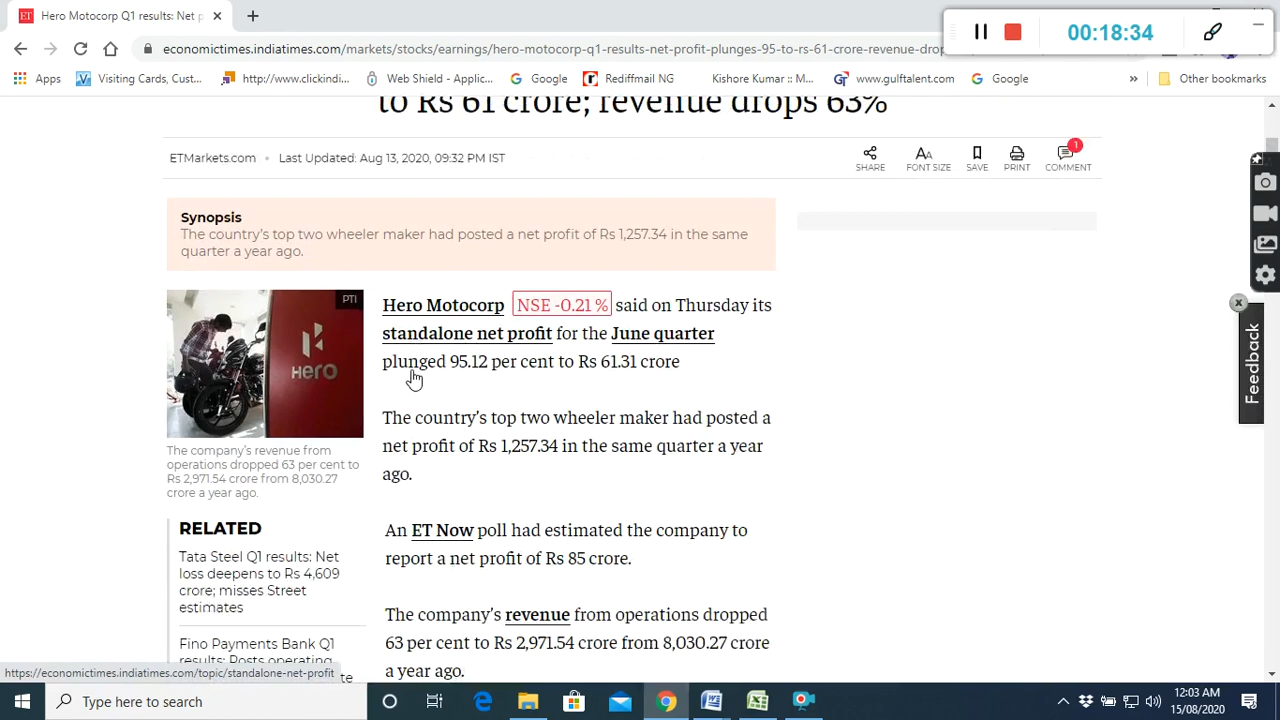 ET Hero Motocorp Q1 results: Net p
00:18:34
economictimes.indiatimes.com/markets/stocks/earnings/hero-motocorp-q1-results-net-profit-plunges-95-to-rs-61-crore-revenue-dro
Apps Visiting Cards, Cust... http://www.clickindi... Web Shield - Applic... Google Rediffmail NG Kishore Kumar :: M... www.gulftalent.com Google » Other bookmarks
to Rs 61 crore; revenue drops 63%
ETMarkets.com • Last Updated: Aug 13, 2020, 09:32 PM IST
1
SHARE FONT SIZE SAVE PRINT COMMENT
Synopsis
The country's top two wheeler maker had posted a net profit of Rs 1,257.34 in the same
quarter a year ago.
PTI
HERO
Hero Motocorp NSE -0.21 % said on Thursday its
standalone net profit for the June quarter
plunged 95.12 per cent to Rs 61.31 crore
The country's top two wheeler maker had posted a
net profit of Rs 1,257.34 in the same quarter a year
ago.
An ET Now poll had estimated the company to
report a net profit of Rs 85 crore.
The company's revenue from operations dropped
63 per cent to Rs 2,971.54 crore from 8,030.27 crore
a year ago.
The company's revenue from
operations dropped 63 per cent to
Rs 2,971.54 crore from 8,030.27
crore a year ago.
RELATED
Tata Steel Q1 results: Net
loss deepens to Rs 4,609
crore; misses Street
estimates
Fino Payments Bank Q1
results: Posts operating
te
Feedback
https://economictimes.indiatimes.com/topic/standalone-net-profit
Type here to search
12:03 AM
15/08/2020